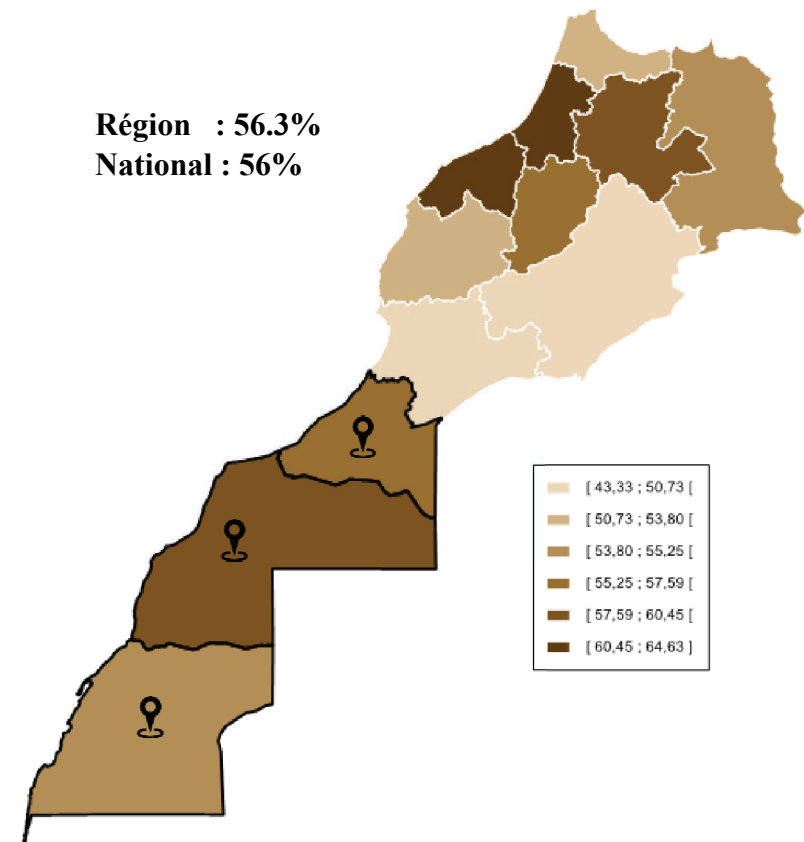 Région : 56.3%
National : 56%
[ 43,33 ; 50,73 [
[ 50,73 ; 53,80 [
[ 53,80 ; 55,25 [
[ 55,25 ; 57,59 [
[ 57,59 ; 60,45 [
[ 60,45 ; 64,63 ]